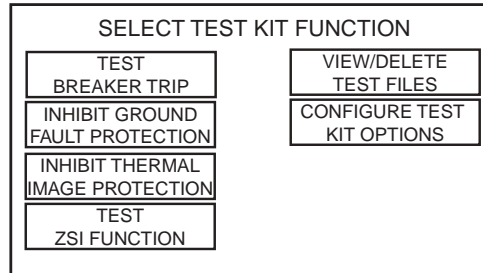 SELECT TEST KIT FUNCTION
TEST
BREAKER TRIP
INHIBIT GROUND
FAULT PROTECTION
INHIBIT THERMAL
IMAGE PROTECTION
TEST
ZSI FUNCTION
VIEW/DELETE
TEST FILES
CONFIGURE TEST
KIT OPTIONS